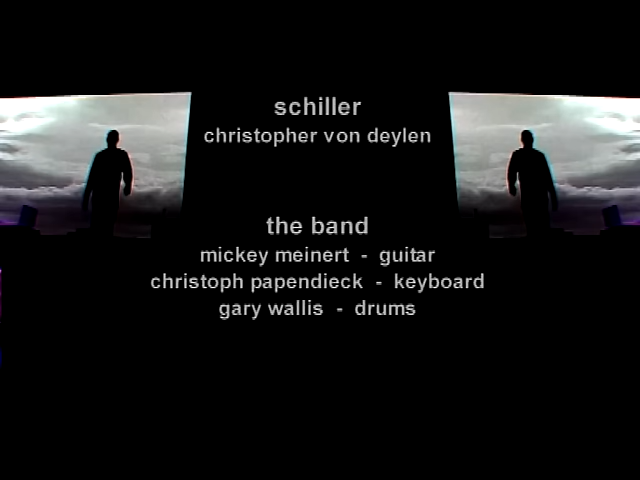 schiller
christopher von deylen
the band
mickey meinert - guitar
christoph papendieck - keyboard
gary wallis - drums